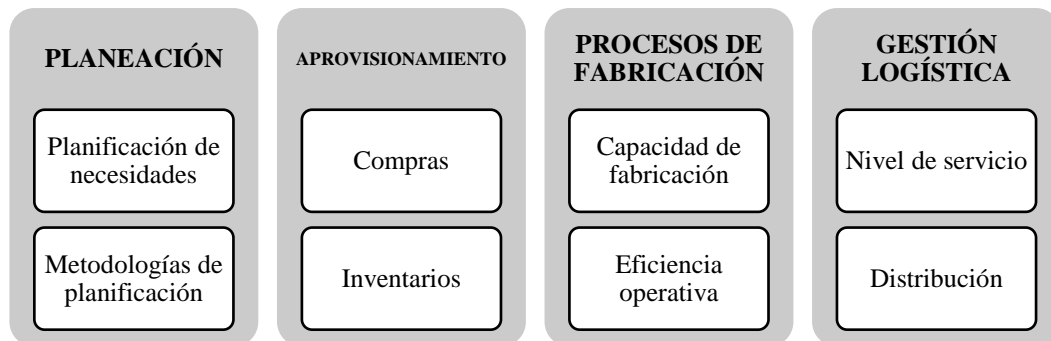 PLANEACIÓN
Planificación de
necesidades
Metodologías de
planificación
APROVISIONAMIENTO
Compras
Inventarios
PROCESOS DE
FABRICACIÓN
Capacidad de
fabricación
Eficiencia
operativa
GESTIÓN
LOGÍSTICA
Nivel de servicio
Distribución